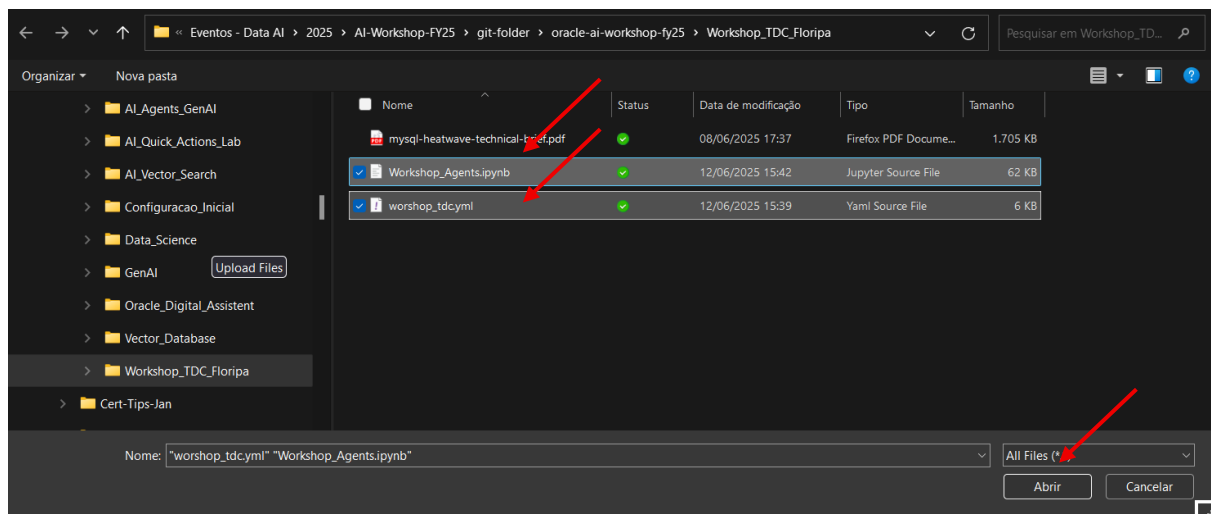 « Eventos - Data AI > 2025 > AI-Workshop-FY25 > git-folder > oracle-ai-workshop-fy25 > Workshop_TDC_Floripa
Pesquisar em Workshop_TD...
Organizar Nova pasta
AI_Agents_GenAI
AI_Quick_Actions_Lab
AI_Vector_Search
Configuracao_Inicial
Data_Science
GenAI
Upload Files
Oracle_Digital_Assistent
Vector_Database
Workshop_TDC_Floripa
Cert-Tips-Jan
Nome Status Data de modificação Tipo Tamanho
mysql-heatwave-technical-brief.pdf 08/06/2025 17:37 Firefox PDF Docume... 1.705 KB
Workshop_Agents.ipynb 12/06/2025 15:42 Jupyter Source File 62 KB
worshop_tdc.yml 12/06/2025 15:39 Yaml Source File 6 KB
Nome: "worshop_tdc.yml" "Workshop_Agents.ipynb"
All Files (*
Abrir Cancelar